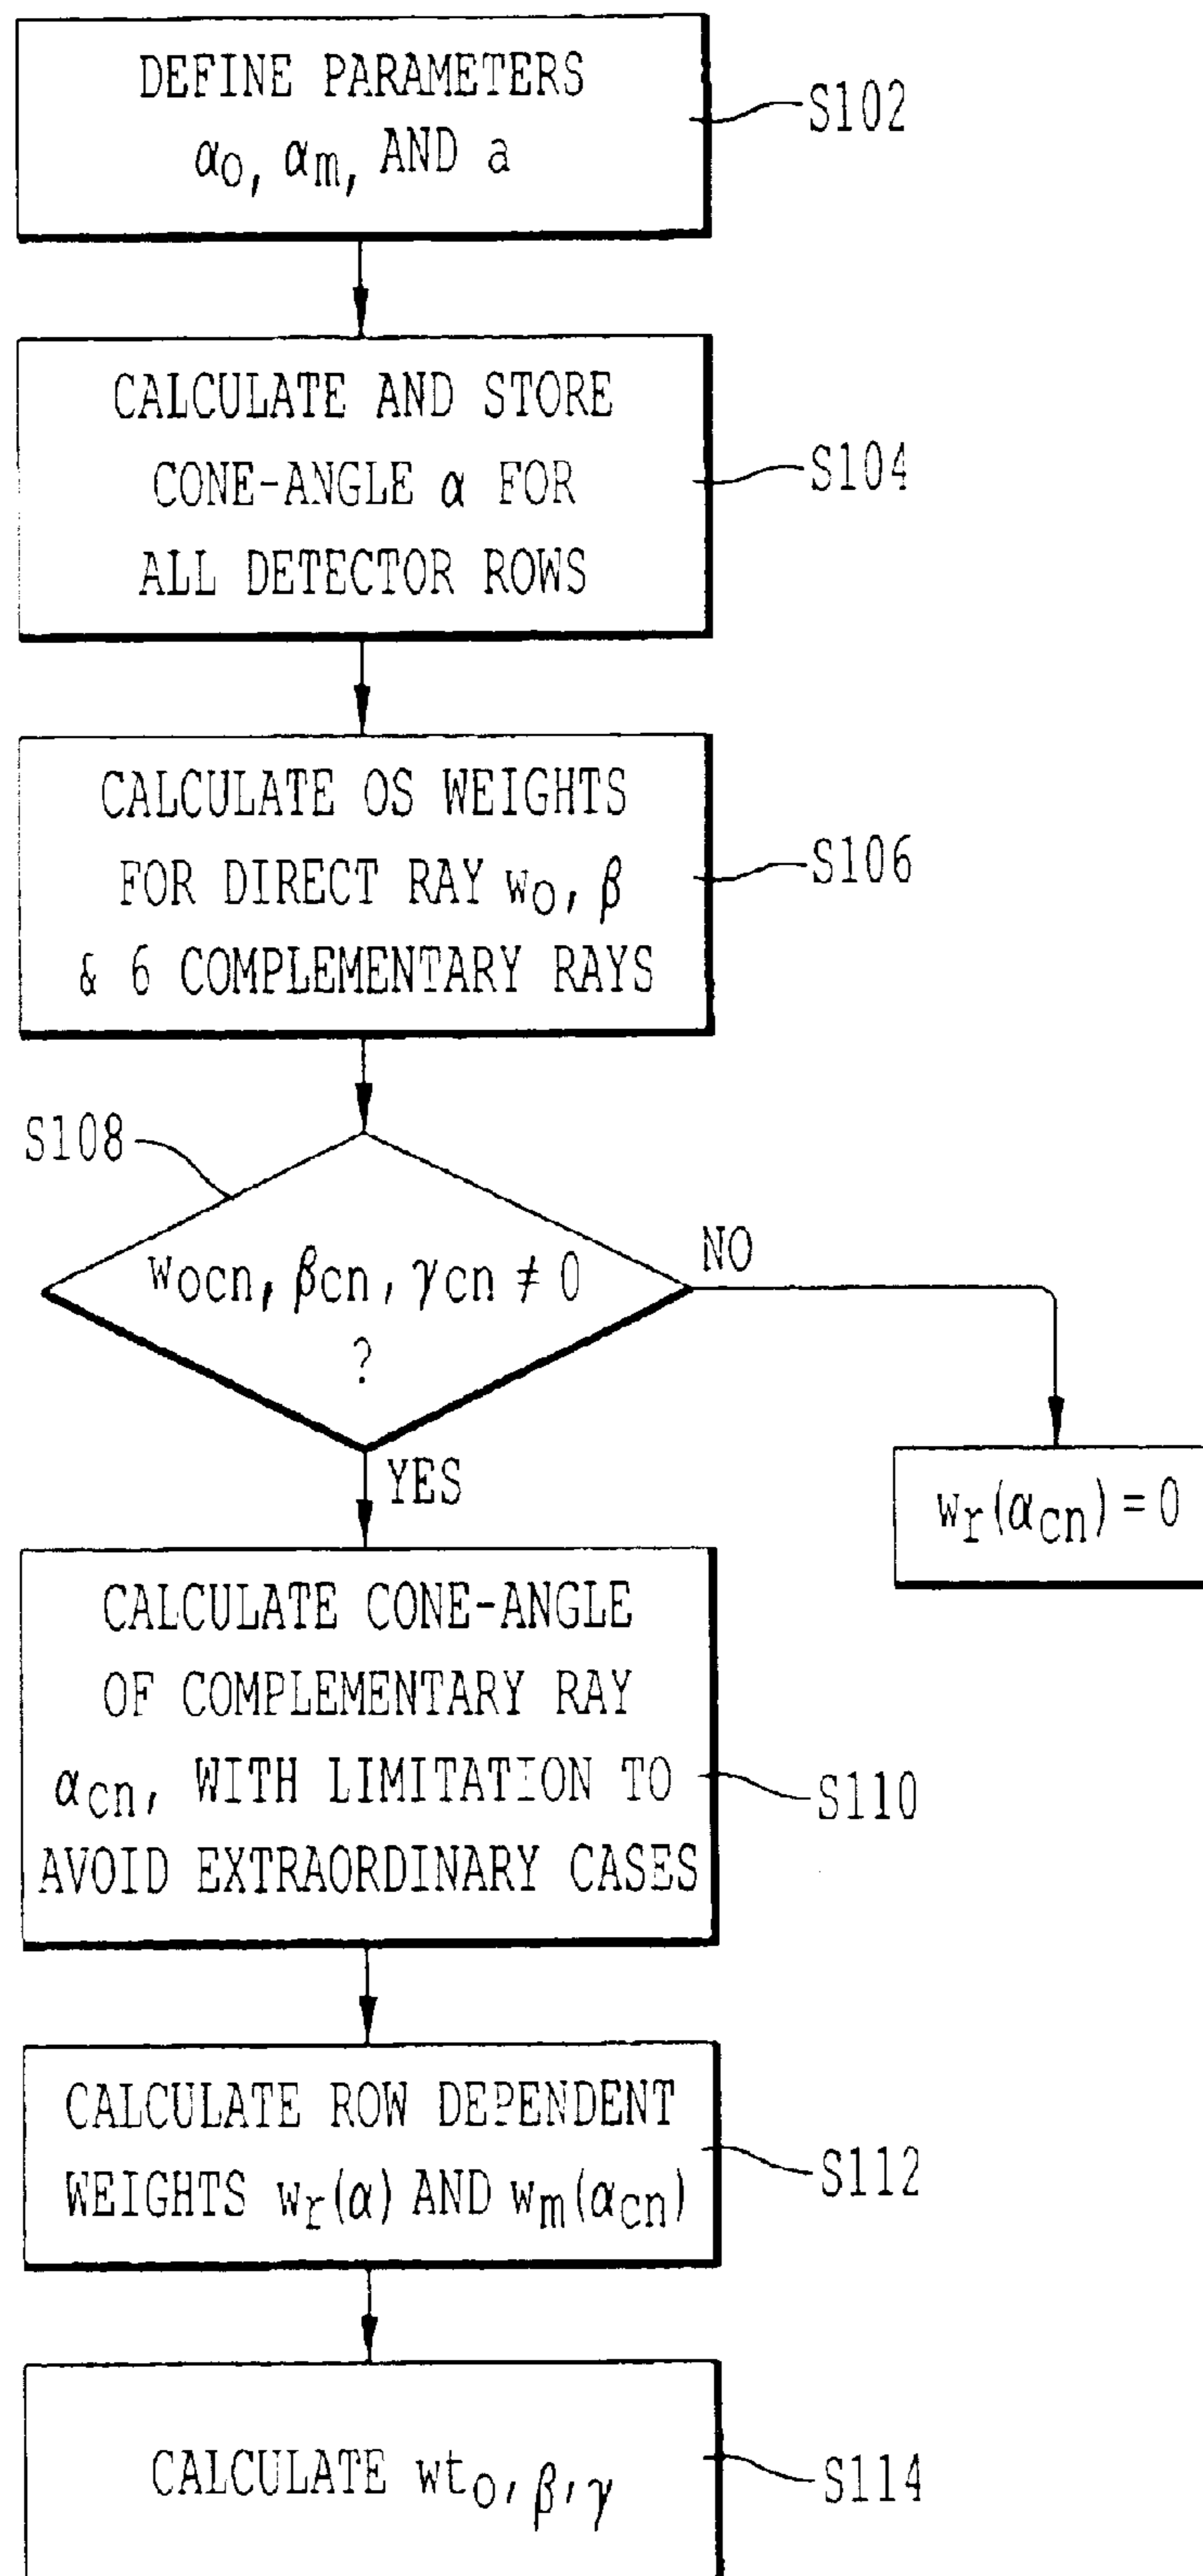 DEFINE PARAMETERS
αo, αm, AND a
S102
CALCULATE AND STORE
CONE-ANGLE α FOR
ALL DETECTOR ROWS
S104
CALCULATE OS WEIGHTS
FOR DIRECT RAY wo, β
& 6 COMPLEMENTARY RAYS
S106
S108
wocn, βcn, γcn ≠ 0
?
NO
YES
wr(αcn) = 0
CALCULATE CONE-ANGLE
OF COMPLEMENTARY RAY
αcn, WITH LIMITATION TO
AVOID EXTRAORDINARY CASES
S110
CALCULATE ROW DEPENDENT
WEIGHTS wr(α) AND wm(αcn)
S112
CALCULATE wto, β, γ
S114